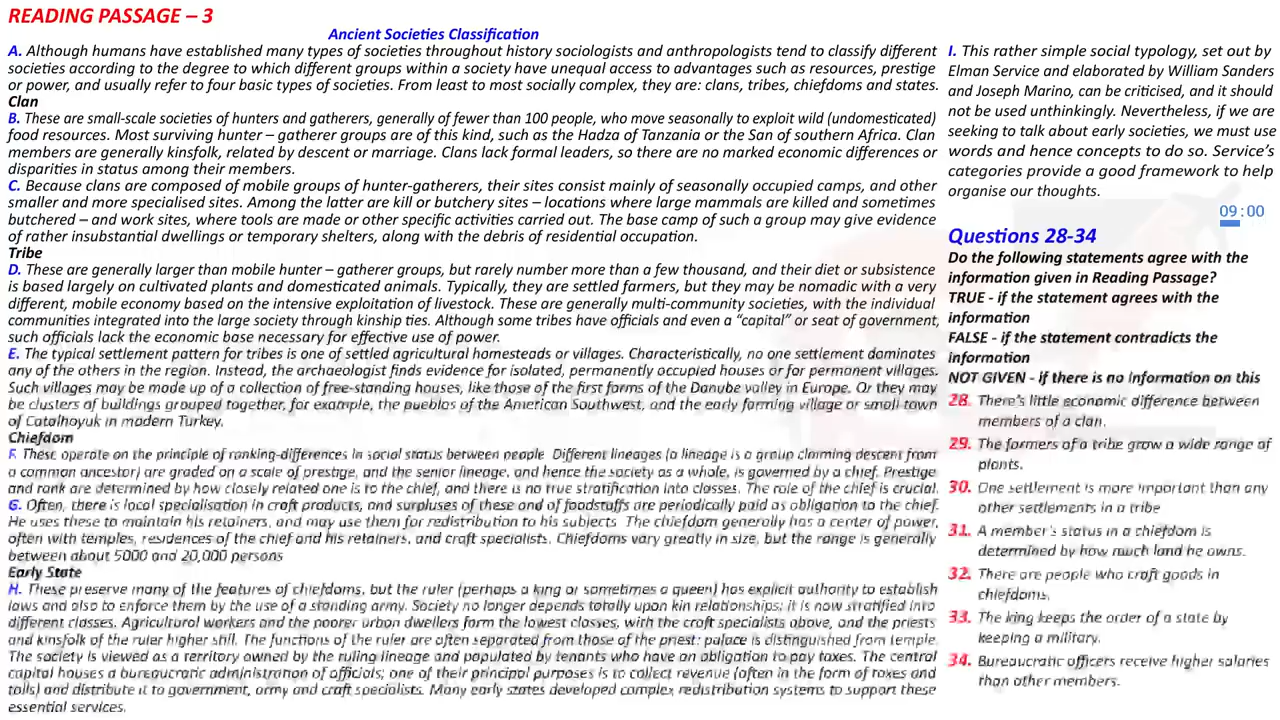 READING PASSAGE – 3
Ancient Societies Classification
A. Although humans have established many types of societies throughout history sociologists and anthropologists tend to classify different
societies according to the degree to which different groups within a society have unequal access to advantages such as resources, prestige
or power, and usually refer to four basic types of societies. From least to most socially complex, they are: clans, tribes, chiefdoms and states.
Clan
B. These are small-scale societies of hunters and gatherers, generally of fewer than 100 people, who move seasonally to exploit wild (undomesticated)
food resources. Most surviving hunter – gatherer groups are of this kind, such as the Hadza of Tanzania or the San of southern Africa. Clan
members are generally kinsfolk, related by descent or marriage. Clans lack formal leaders, so there are no marked economic differences or
disparities in status among their members.
C. Because clans are composed of mobile groups of hunter-gatherers, their sites consist mainly of seasonally occupied camps, and other
smaller and more specialised sites. Among the latter are kill or butchery sites – locations where large mammals are killed and sometimes
butchered – and work sites, where tools are made or other specific activities carried out. The base camp of such a group may give evidence
of rather insubstantial dwellings or temporary shelters, along with the debris of residential occupation.
Tribe
D. These are generally larger than mobile hunter – gatherer groups, but rarely number more than a few thousand, and their diet or subsistence
is based largely on cultivated plants and domesticated animals. Typically, they are settled farmers, but they may be nomadic with a very
different, mobile economy based on the intensive exploitation of livestock. These are generally multi-community societies, with the individual
communities integrated into the large society through kinship ties. Although some tribes have officials and even a “capital” or seat of government,
such officials lack the economic base necessary for effective use of power.
E. The typical settlement pattern for tribes is one of settled agricultural homesteads or villages. Characteristically, no one settlement dominates
any of the others in the region. Instead, the archaeologist finds evidence for isolated, permanently occupied houses or for permanent villages.
Such villages may be made up of a collection of free-standing houses, like those of the first farms of the Danube valley in Europe. Or they may
be clusters of buildings grouped together, for example, the pueblos of the American Southwest, and the early farming village or small town
of Catalhoyuk in modern Turkey.
Chiefdom
F. These operate on the principle of ranking-differences in social status between people. Different lineages (a lineage is a group claiming descent from
a common ancestor) are graded on a scale of prestige, and the senior lineage, and hence the society as a whole, is governed by a chief. Prestige
and rank are determined by how closely related one is to the chief, and there is no true stratification into classes. The role of the chief is crucial.
G. Often, there is local specialisation in craft products, and surpluses of these and of foodstuffs are periodically paid as obligation to the chief.
He uses these to maintain his retainers, and may use them for redistribution to his subjects. The chiefdom generally has a center of power,
often with temples, residences of the chief and his retainers, and craft specialists. Chiefdoms vary greatly in size, but the range is generally
between about 5000 and 20,000 persons
Early State
H. These preserve many of the features of chiefdoms, but the ruler (perhaps a king or sometimes a queen) has explicit authority to establish
laws and also to enforce them by the use of a standing army. Society no longer depends totally upon kin relationships: it is now stratified into
different classes. Agricultural workers and the poorer urban dwellers form the lowest classes, with the craft specialists above, and the priests
and kinsfolk of the ruler higher still. The functions of the ruler are often separated from those of the priest: palace is distinguished from temple.
The society is viewed as a territory owned by the ruling lineage and populated by tenants who have an obligation to pay taxes. The central
capital houses a bureaucratic administration of officials; one of their principal purposes is to collect revenue (often in the form of taxes and
tolls) and distribute it to government, army and craft specialists. Many early states developed complex redistribution systems to support these
essential services.
I. This rather simple social typology, set out by
Elman Service and elaborated by William Sanders
and Joseph Marino, can be criticised, and it should
not be used unthinkingly. Nevertheless, if we are
seeking to talk about early societies, we must use
words and hence concepts to do so. Service’s
categories provide a good framework to help
organise our thoughts.
09:00
Questions 28-34
Do the following statements agree with the
information given in Reading Passage?
TRUE - if the statement agrees with the
information
FALSE - if the statement contradicts the
information
NOT GIVEN - if there is no Information on this
28. There’s little economic difference between
members of a clan.
29. The farmers of a tribe grow a wide range of
plants.
30. One settlement is more important than any
other settlements in a tribe
31. A member’s status in a chiefdom is
determined by how much land he owns.
32. There are people who craft goods in
chiefdoms.
33. The king keeps the order of a state by
keeping a military.
34. Bureaucratic officers receive higher salaries
than other members.